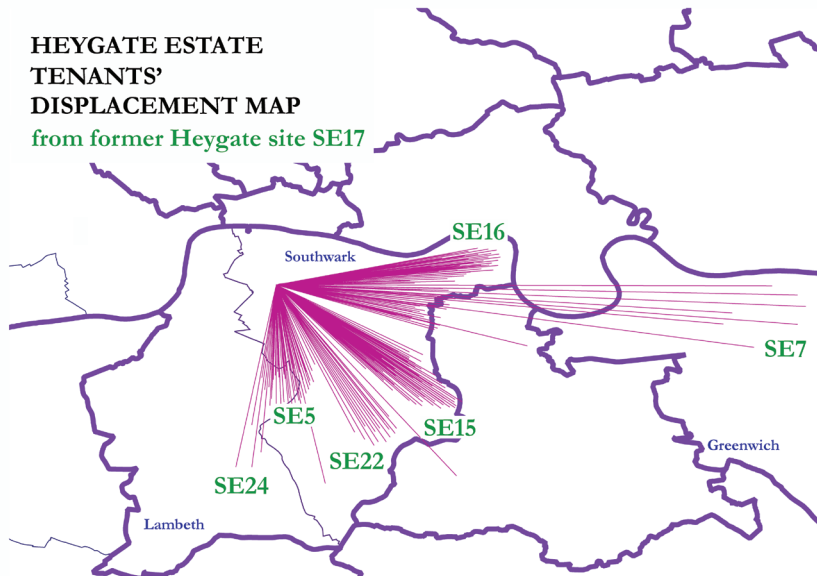 HEYGATE ESTATE
TENANTS'
DISPLACEMENT MAP
from former Heygate site SE17
SE16
Southwark
SE7
SE5
SE15
Greenwich
SE22
SE24
Lambeth